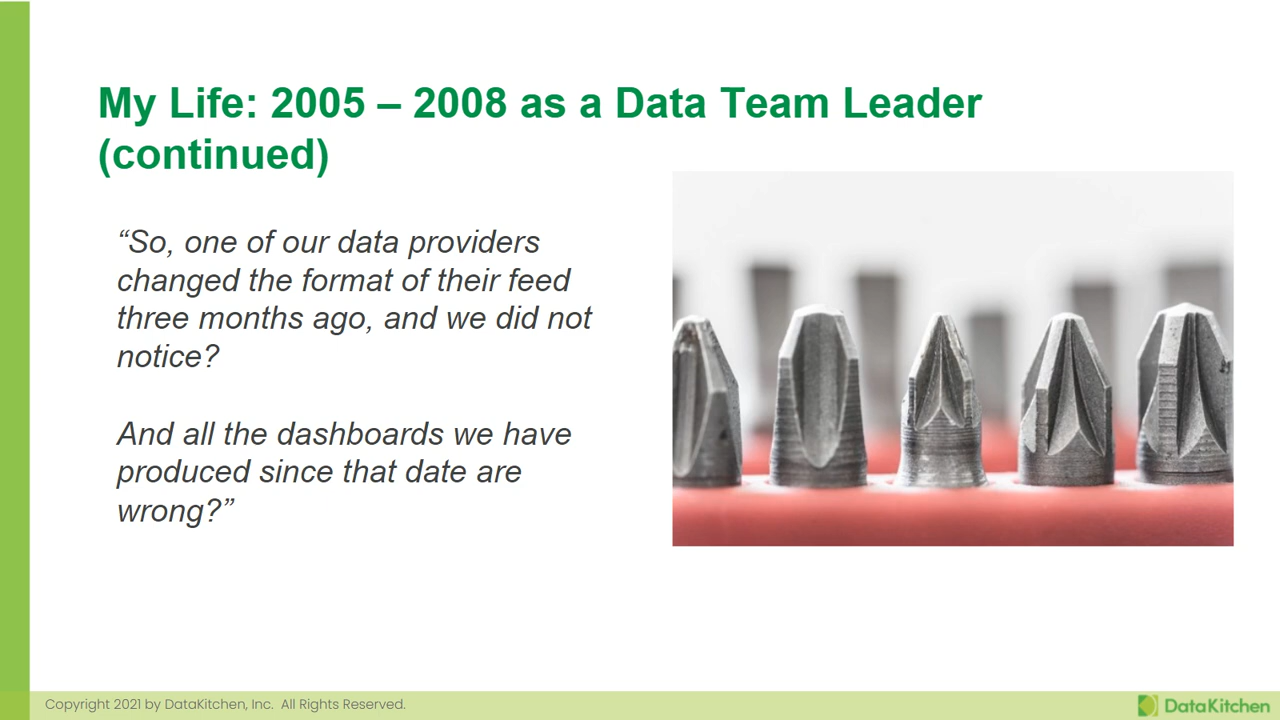 My Life: 2005 – 2008 as a Data Team Leader
(continued)
“So, one of our data providers
changed the format of their feed
three months ago, and we did not
notice?
And all the dashboards we have
produced since that date are
wrong?”
Copyright 2021 by DataKitchen, Inc.  All Rights Reserved.
DataKitchen